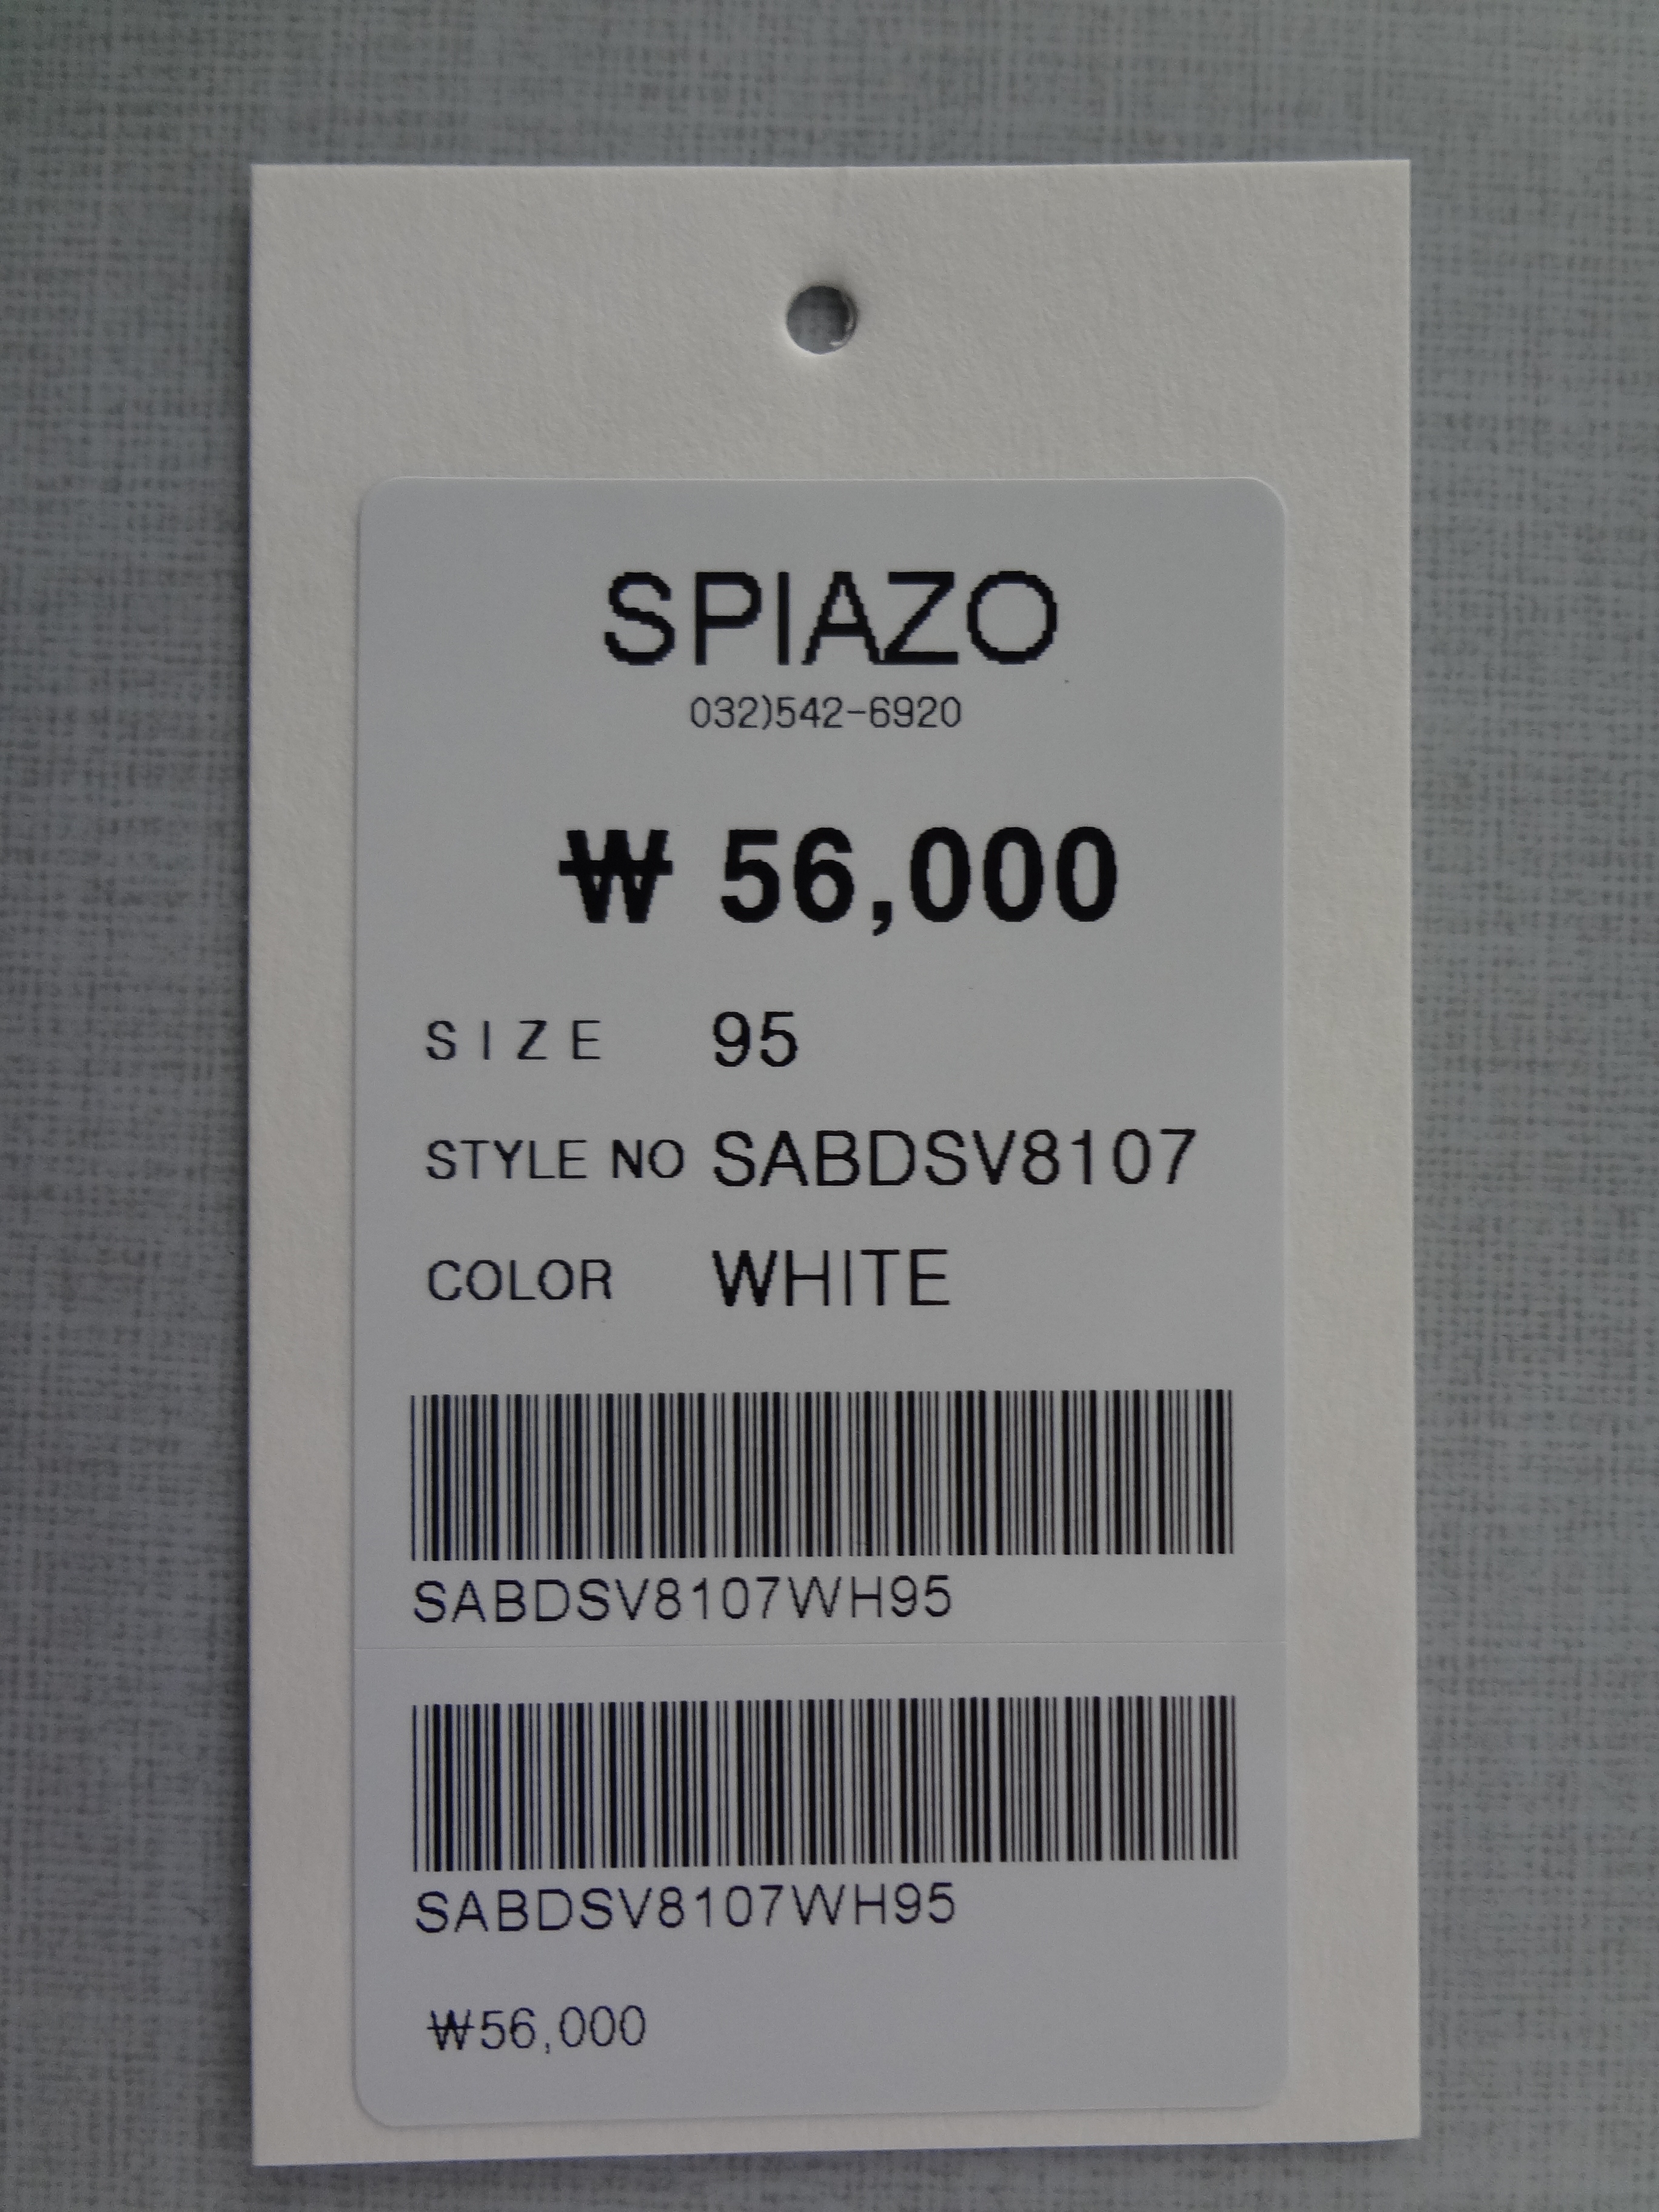 SPIAZO
032)542-6920
₩ 56,000
SIZE 95
STYLE NO SABDSV8107
COLOR WHITE
SABDSV8107WH95
SABDSV8107WH95
₩56,000